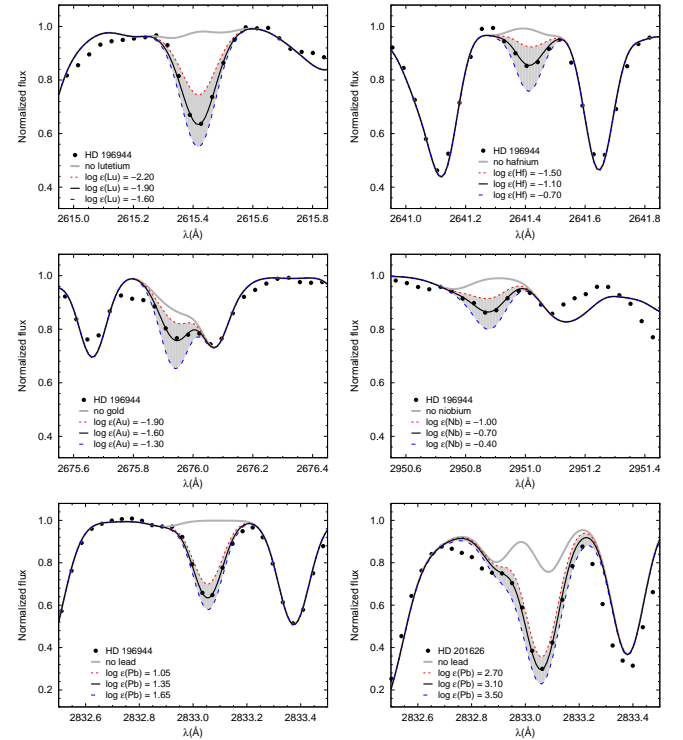 Normalized flux
1.0
0.8
0.6
0.4
HD 196944
no lutetium
log ε(Lu) = −2.20
log ε(Lu) = −1.90
log ε(Lu) = −1.60
2615.0 2615.2 2615.4 2615.6 2615.8
λ(Å)
Normalized flux
1.0
0.8
0.6
0.4
HD 196944
no hafnium
log ε(Hf) = −1.50
log ε(Hf) = −1.10
log ε(Hf) = −0.70
2641.0 2641.2 2641.4 2641.6 2641.8
λ(Å)
Normalized flux
1.0
0.8
0.6
0.4
HD 196944
no gold
log ε(Au) = −1.90
log ε(Au) = −1.60
log ε(Au) = −1.30
2675.6 2675.8 2676.0 2676.2 2676.4
λ(Å)
Normalized flux
1.0
0.8
0.6
0.4
HD 196944
no niobium
log ε(Nb) = −1.00
log ε(Nb) = −0.70
log ε(Nb) = −0.40
2950.6 2950.8 2951.0 2951.2 2951.4
λ(Å)
Normalized flux
1.0
0.8
0.6
0.4
0.2
HD 196944
no lead
log ε(Pb) = 1.05
log ε(Pb) = 1.35
log ε(Pb) = 1.65
2832.6 2832.8 2833.0 2833.2 2833.4
λ(Å)
Normalized flux
1.0
0.8
0.6
0.4
0.2
HD 201626
no lead
log ε(Pb) = 2.70
log ε(Pb) = 3.10
log ε(Pb) = 3.50
2832.6 2832.8 2833.0 2833.2 2833.4
λ(Å)